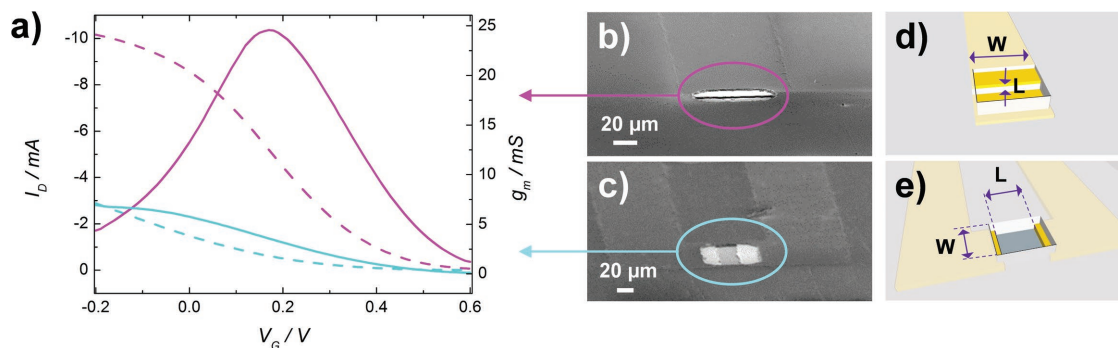 a)
-10
-8
-6
-4
-2
0
I_D / mA
-0.2 0.0 0.2 0.4 0.6
V_G / V
25
20
15
10
5
0
g_m / mS
b)
20 µm
c)
20 µm
d)
W
L
e)
L
W